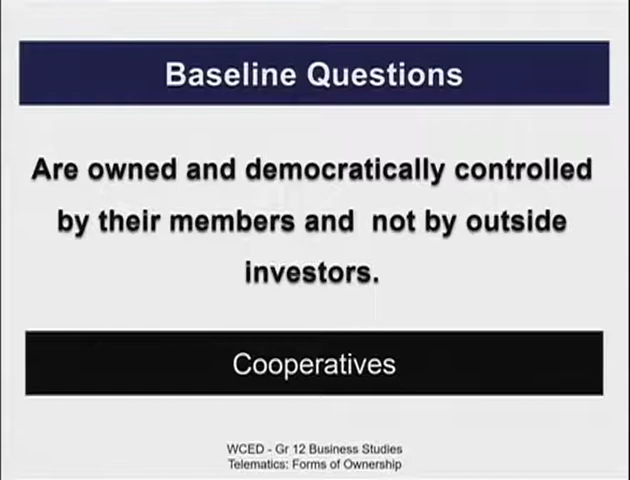 Baseline Questions
Are owned and democratically controlled
by their members and not by outside
investors.
Cooperatives
WCED - Gr 12 Business Studies
Telematics: Forms of Ownership